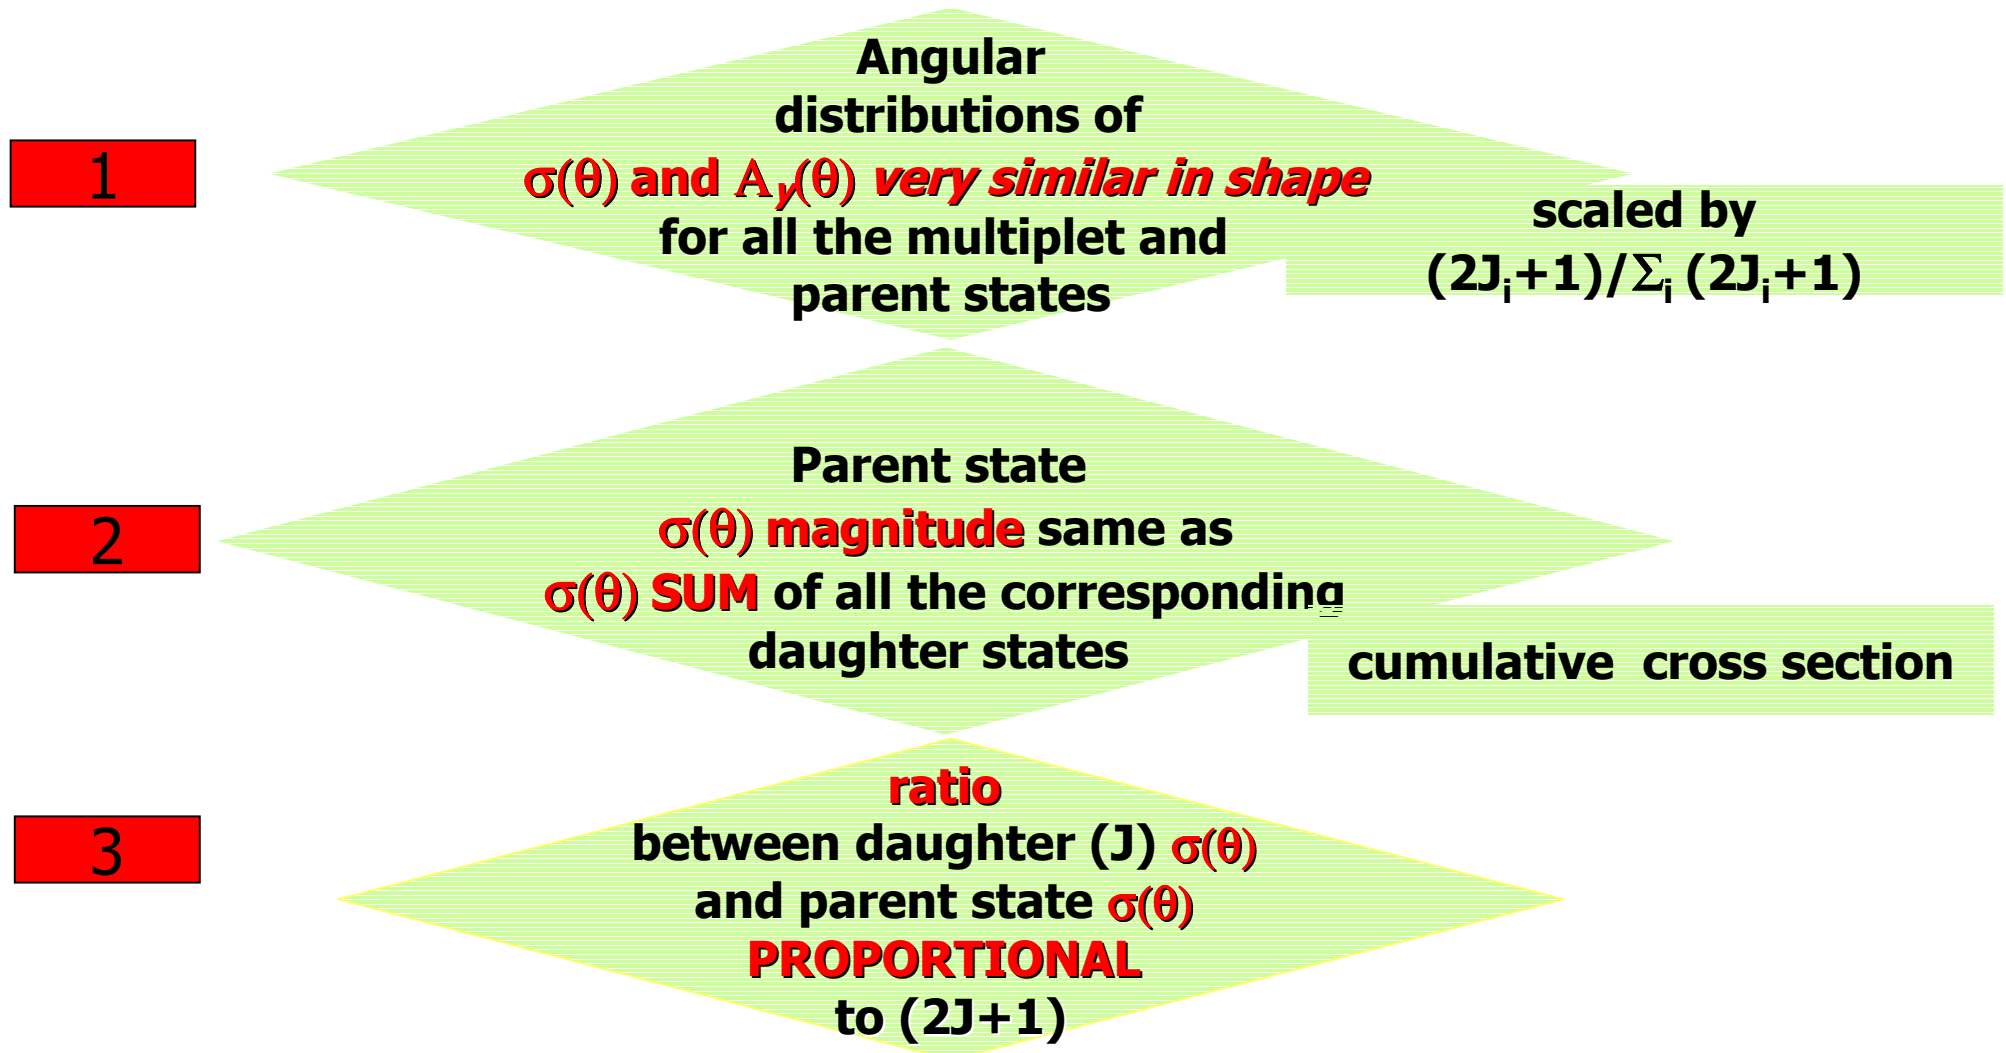 1
Angular
distributions of
σ(θ) and Ay(θ) very similar in shape
for all the multiplet and
parent states
scaled by
(2Ji+1)/Σi (2Ji+1)
2
Parent state
σ(θ) magnitude same as
σ(θ) SUM of all the corresponding
daughter states
cumulative cross section
3
ratio
between daughter (J) σ(θ)
and parent state σ(θ)
PROPORTIONAL
to (2J+1)